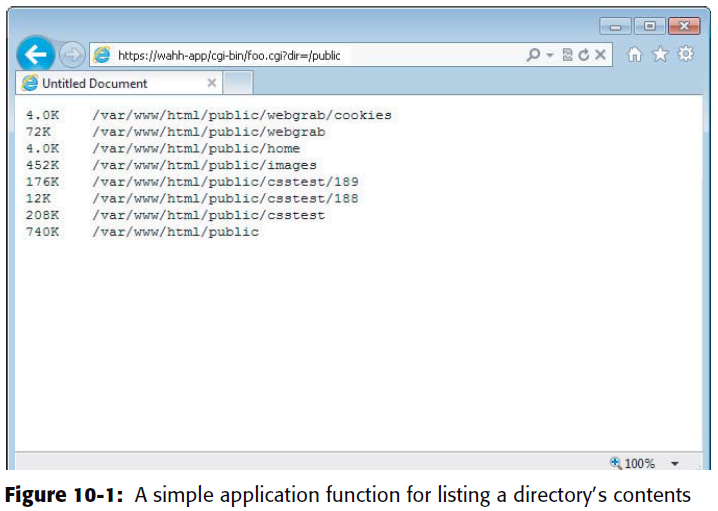 https://wahh-app/cgi-bin/foo.cgi?dir=/public
Untitled Document
4.0K /var/www/html/public/webgrab/cookies
72K /var/www/html/public/webgrab
4.0K /var/www/html/public/home
452K /var/www/html/public/images
176K /var/www/html/public/csstest/189
12K /var/www/html/public/csstest/188
208K /var/www/html/public/csstest
740K /var/www/html/public
100%
Figure 10-1: A simple application function for listing a directory’s contents